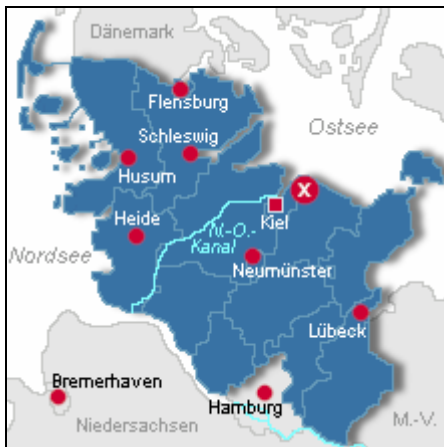 Dänemark
Flensburg
Ostsee
Schleswig
Husum
X
Heide
Kiel
N.-O.-
Kanal
Nordsee
Neumünster
Lübeck
Bremerhaven
Hamburg
Niedersachsen
M.-V.